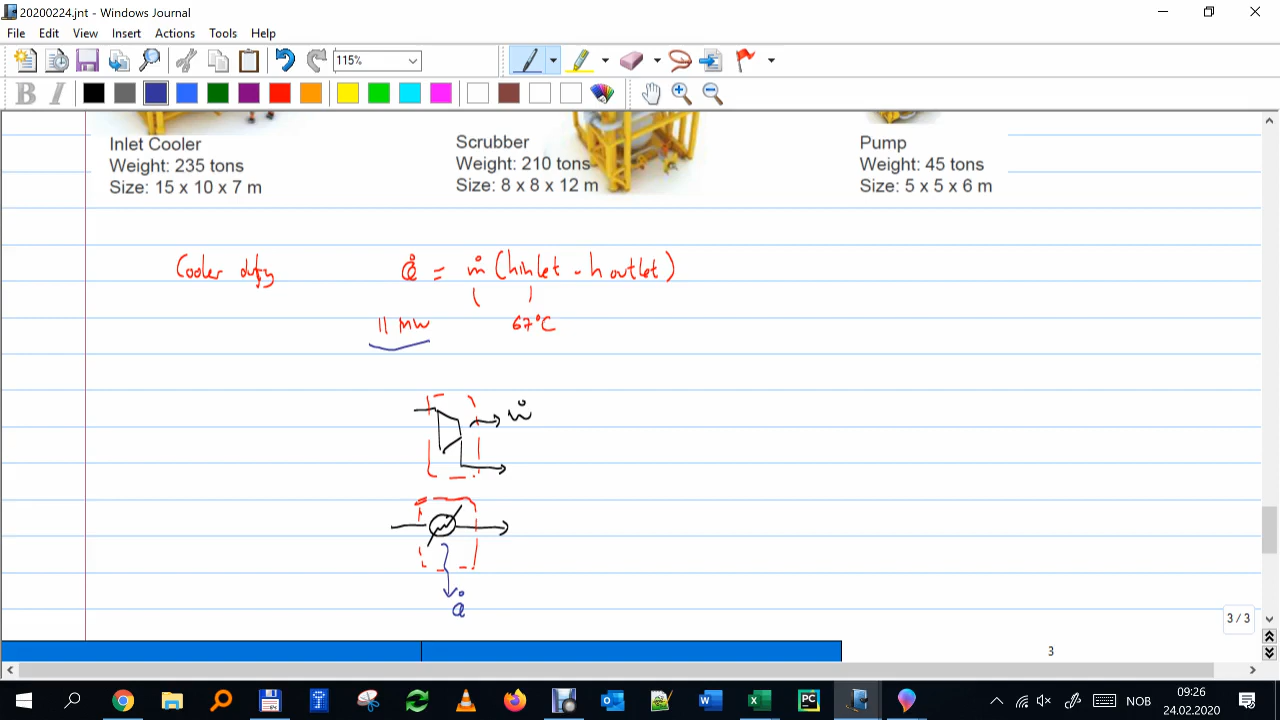 20200224.jnt - Windows Journal
File Edit View Insert Actions Tools Help
115%
B I
Inlet Cooler
Weight: 235 tons
Size: 15 x 10 x 7 m
Scrubber
Weight: 210 tons
Size: 8 x 8 x 12 m
Pump
Weight: 45 tons
Size: 5 x 5 x 6 m
Cooler duty Q̇ = ṁ (hinlet - h outlet)
11 MW 67°C
Ẇ
Q̇
3 / 3
3
NOB
09:26
24.02.2020